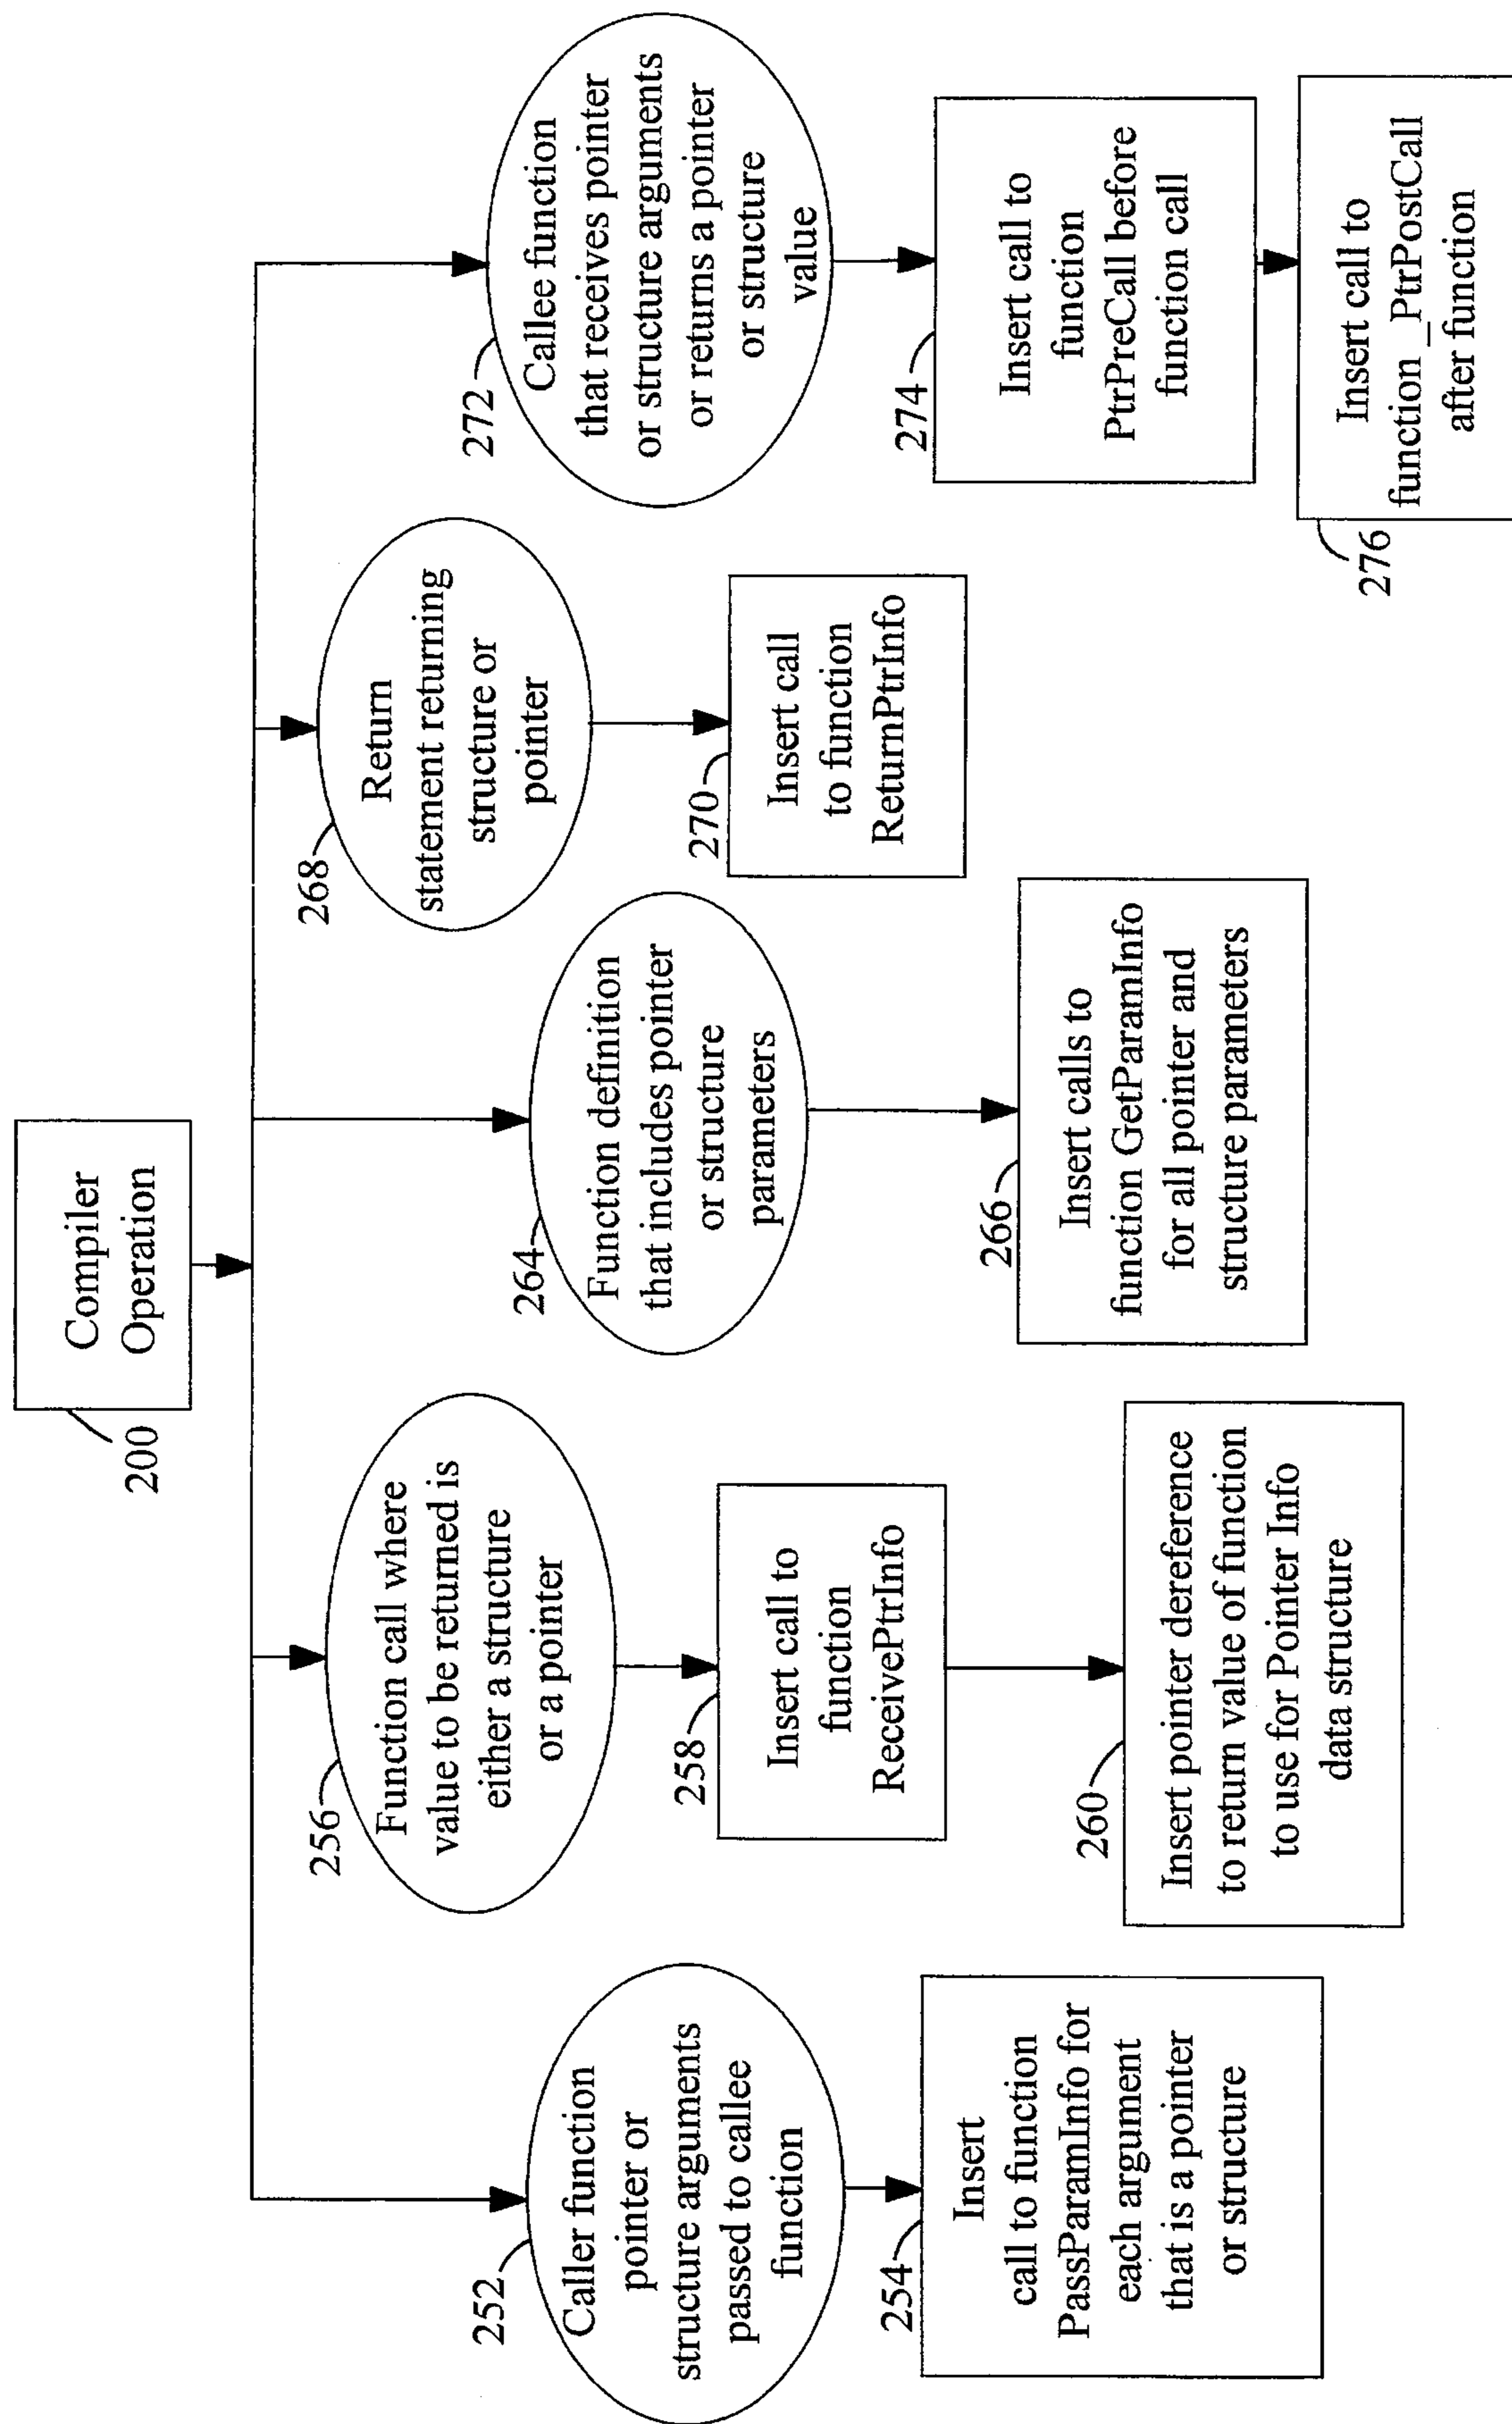 Compiler
Operation
200
252
Caller function
pointer or
structure arguments
passed to callee
function
254
Insert
call to function
PassParamInfo for
each argument
that is a pointer
or structure
256
Function call where
value to be returned is
either a structure
or a pointer
258
Insert call to
function
ReceivePtrInfo
260
Insert pointer dereference
to return value of function
to use for Pointer Info
data structure
264
Function definition
that includes pointer
or structure
parameters
266
Insert calls to
function GetParamInfo
for all pointer and
structure parameters
268
Return
statement returning
structure or
pointer
270
Insert call
to function
ReturnPtrInfo
272
Callee function
that receives pointer
or structure arguments
or returns a pointer
or structure
value
274
Insert call to
function
PtrPreCall before
function call
276
Insert call to
function _PtrPostCall
after function